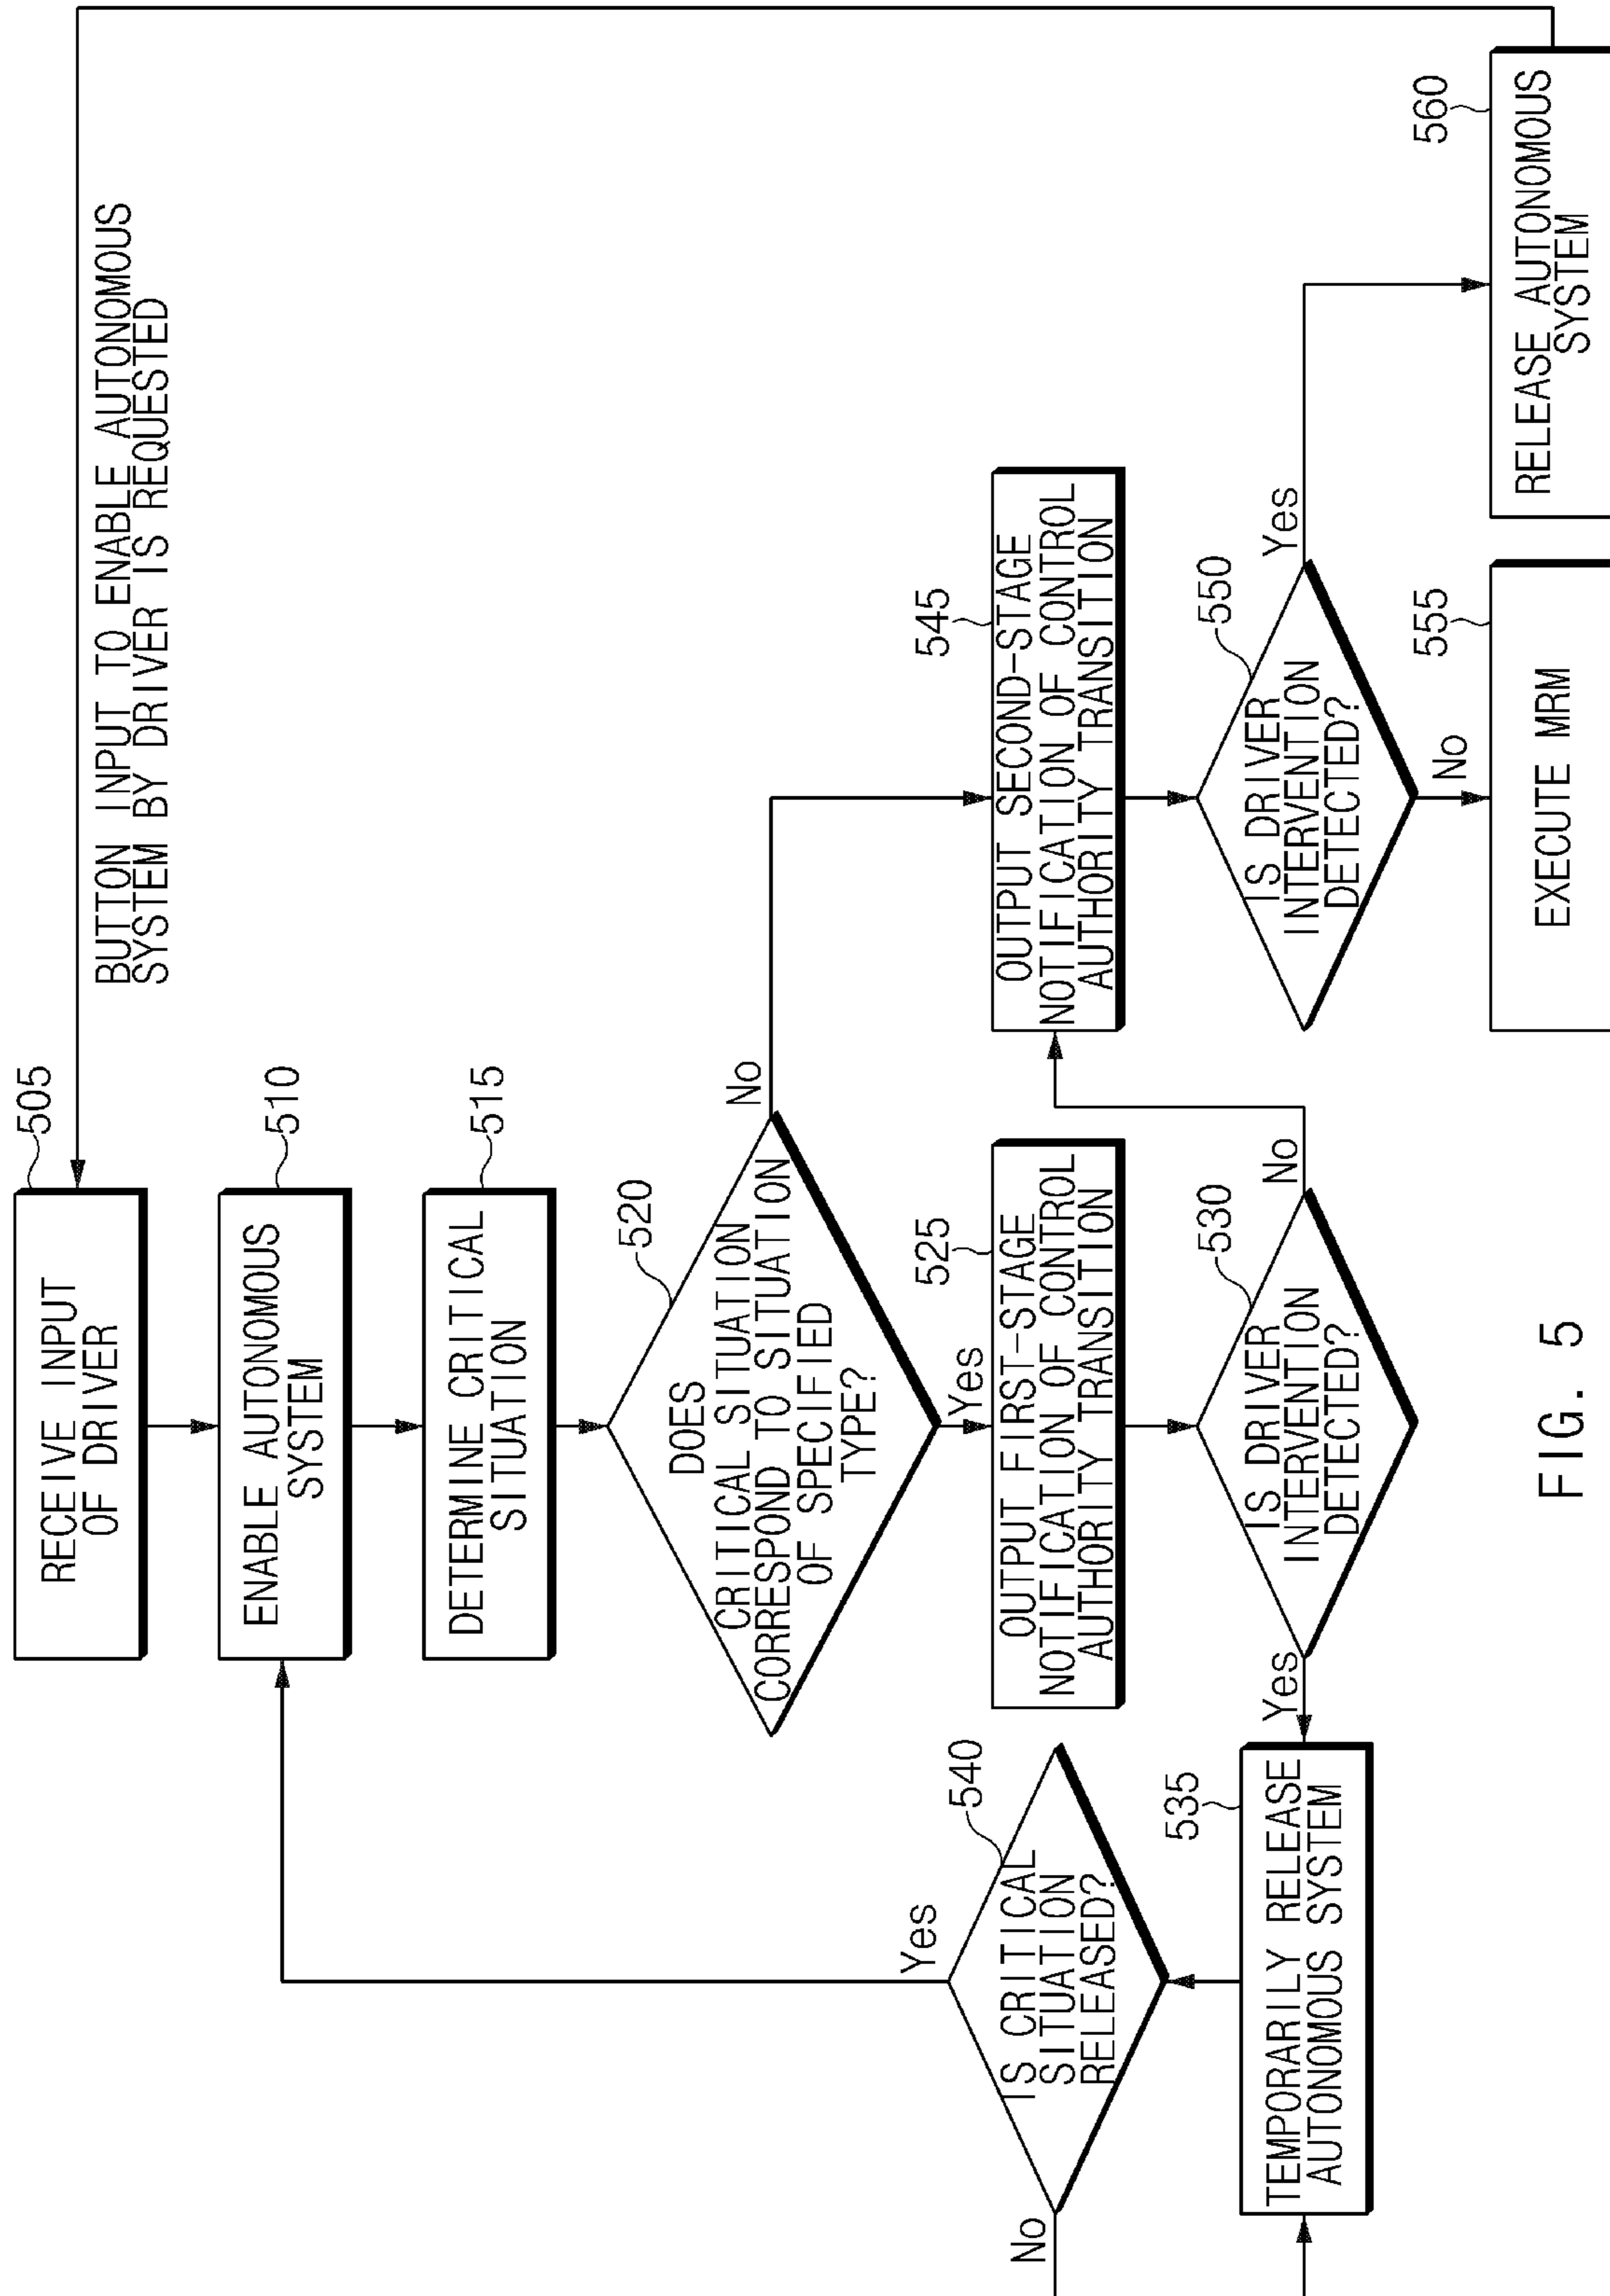 505
RECEIVE INPUT
OF DRIVER
BUTTON INPUT TO ENABLE AUTONOMOUS
SYSTEM BY DRIVER IS REQUESTED
510
ENABLE AUTONOMOUS
SYSTEM
515
DETERMINE CRITICAL
SITUATION
520
DOES
CRITICAL SITUATION
CORRESPOND TO SITUATION
OF SPECIFIED
TYPE?
No
Yes
540
IS CRITICAL
SITUATION
RELEASED?
Yes
No
525
OUTPUT FIRST-STAGE
NOTIFICATION OF CONTROL
AUTHORITY TRANSITION
545
OUTPUT SECOND-STAGE
NOTIFICATION OF CONTROL
AUTHORITY TRANSITION
535
TEMPORARILY RELEASE
AUTONOMOUS SYSTEM
Yes
530
IS DRIVER
INTERVENTION
DETECTED?
No
550
IS DRIVER
INTERVENTION
DETECTED?
Yes
No
555
EXECUTE MRM
560
RELEASE AUTONOMOUS
SYSTEM
FIG. 5